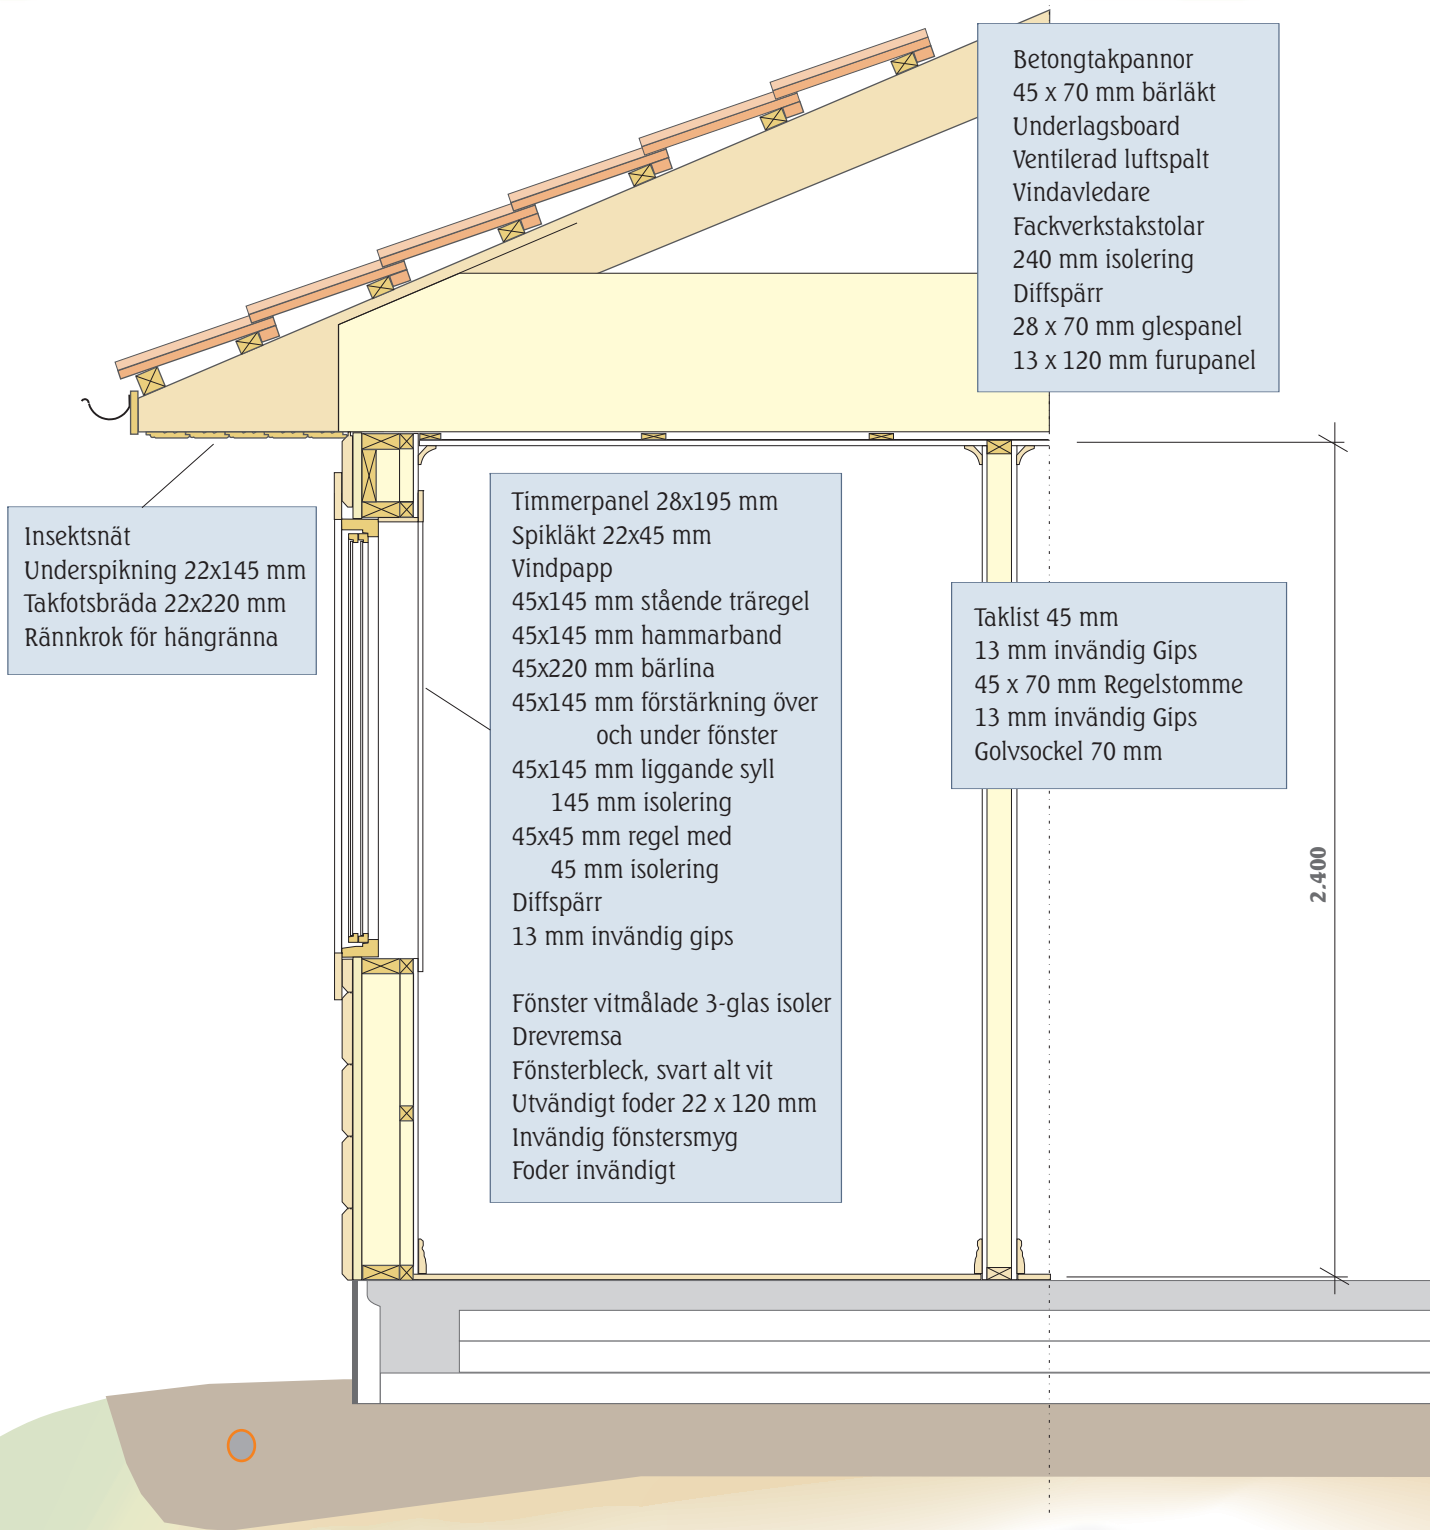 Betongtakpannor
45 x 70 mm bärläkt
Underlagsboard
Ventilerad luftspalt
Vindavledare
Fackverkstakstolar
240 mm isolering
Diffspärr
28 x 70 mm glespanel
13 x 120 mm furupanel
Insektsnät
Underspikning 22x145 mm
Takfotsbräda 22x220 mm
Rännkrok för hängränna
Timmerpanel 28x195 mm
Spikläkt 22x45 mm
Vindpapp
45x145 mm stående träregel
45x145 mm hammarband
45x220 mm bärlina
45x145 mm förstärkning över
och under fönster
45x145 mm liggande syll
145 mm isolering
45x45 mm regel med
45 mm isolering
Diffspärr
13 mm invändig gips
Fönster vitmålade 3-glas isoler
Drevremsa
Fönsterbleck, svart alt vit
Utvändigt foder 22 x 120 mm
Invändig fönstersmyg
Foder invändigt
Taklist 45 mm
13 mm invändig Gips
45 x 70 mm Regelstomme
13 mm invändig Gips
Golvsockel 70 mm
2.400